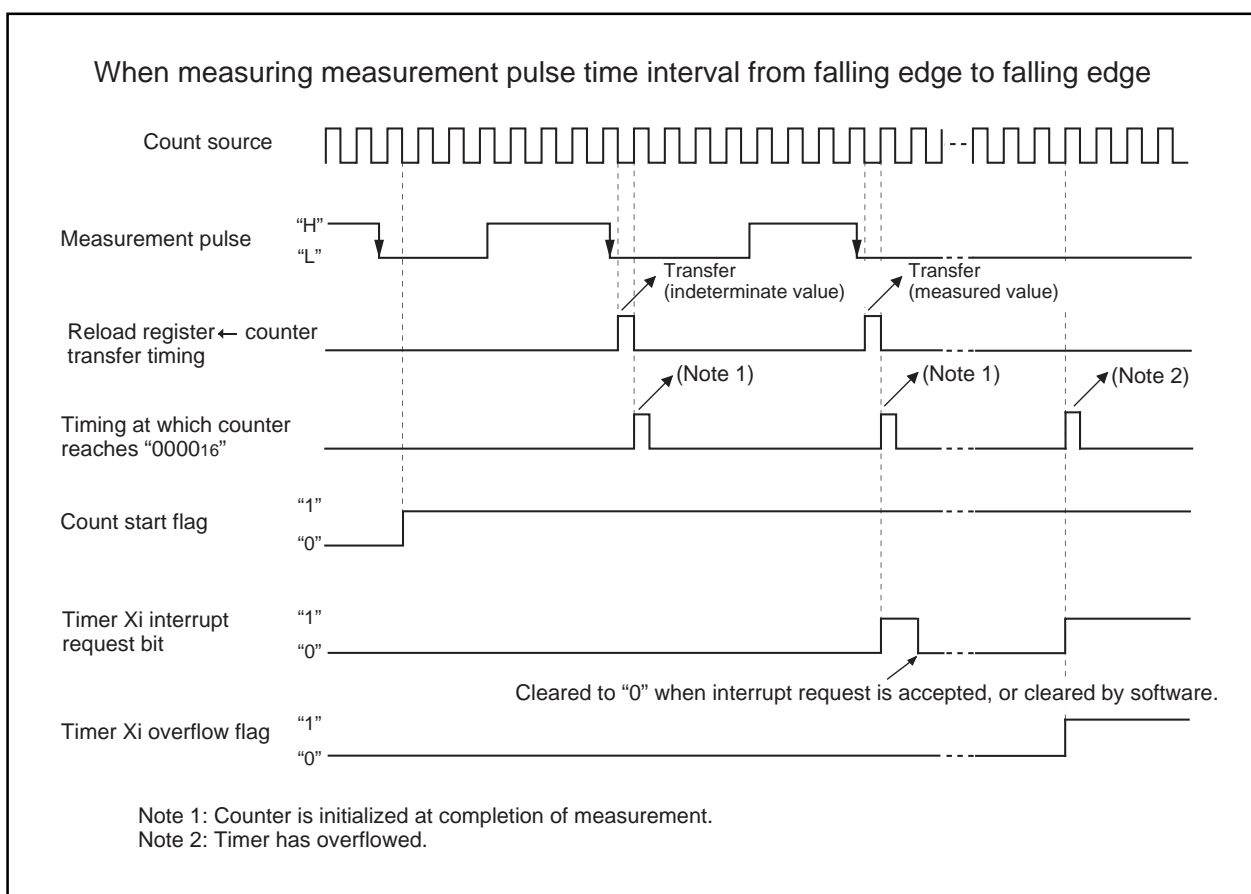 When measuring measurement pulse time interval from falling edge to falling edge
Count source
Measurement pulse
“H”
“L”
Transfer
(indeterminate value)
Transfer
(measured value)
Reload register ← counter
transfer timing
(Note 1)
(Note 1)
(Note 2)
Timing at which counter
reaches “000016”
Count start flag
“1”
“0”
Timer Xi interrupt
request bit
“1”
“0”
Cleared to “0” when interrupt request is accepted, or cleared by software.
Timer Xi overflow flag
“1”
“0”
Note 1: Counter is initialized at completion of measurement.
Note 2: Timer has overflowed.